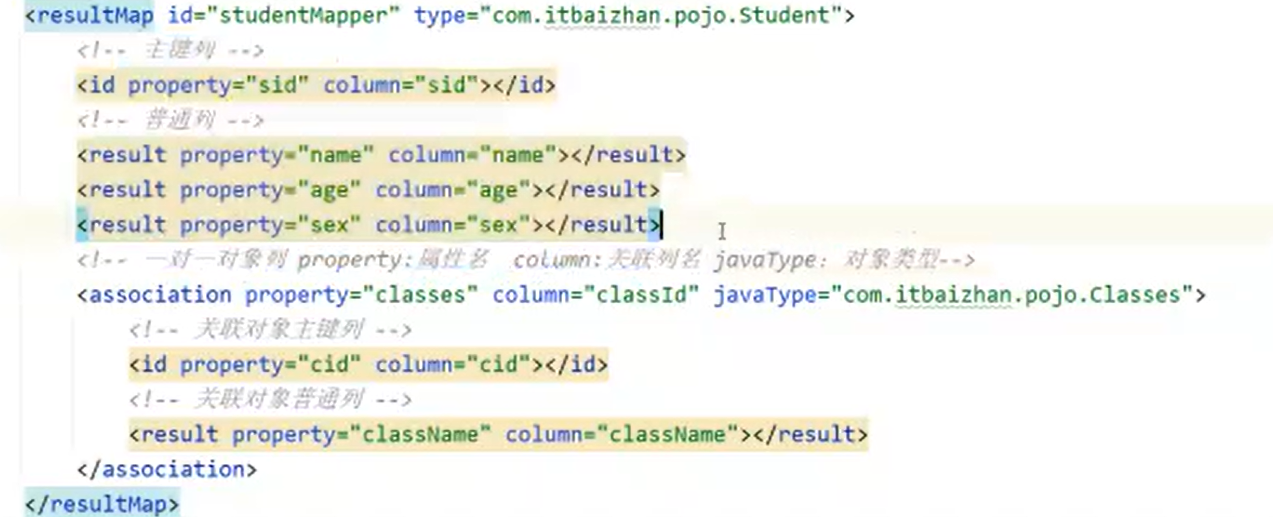 <resultMap id="studentMapper" type="com.itbaizhan.pojo.Student">
<!-- 主键列 -->
<id property="sid" column="sid"></id>
<!-- 普通列 -->
<result property="name" column="name"></result>
<result property="age" column="age"></result>
<result property="sex" column="sex"></result>
<!-- 一对一对象列 property:属性名 column:关联列名 javaType: 对象类型-->
<association property="classes" column="classId" javaType="com.itbaizhan.pojo.Classes">
<!-- 关联对象主键列 -->
<id property="cid" column="cid"></id>
<!-- 关联对象普通列 -->
<result property="className" column="className"></result>
</association>
</resultMap>